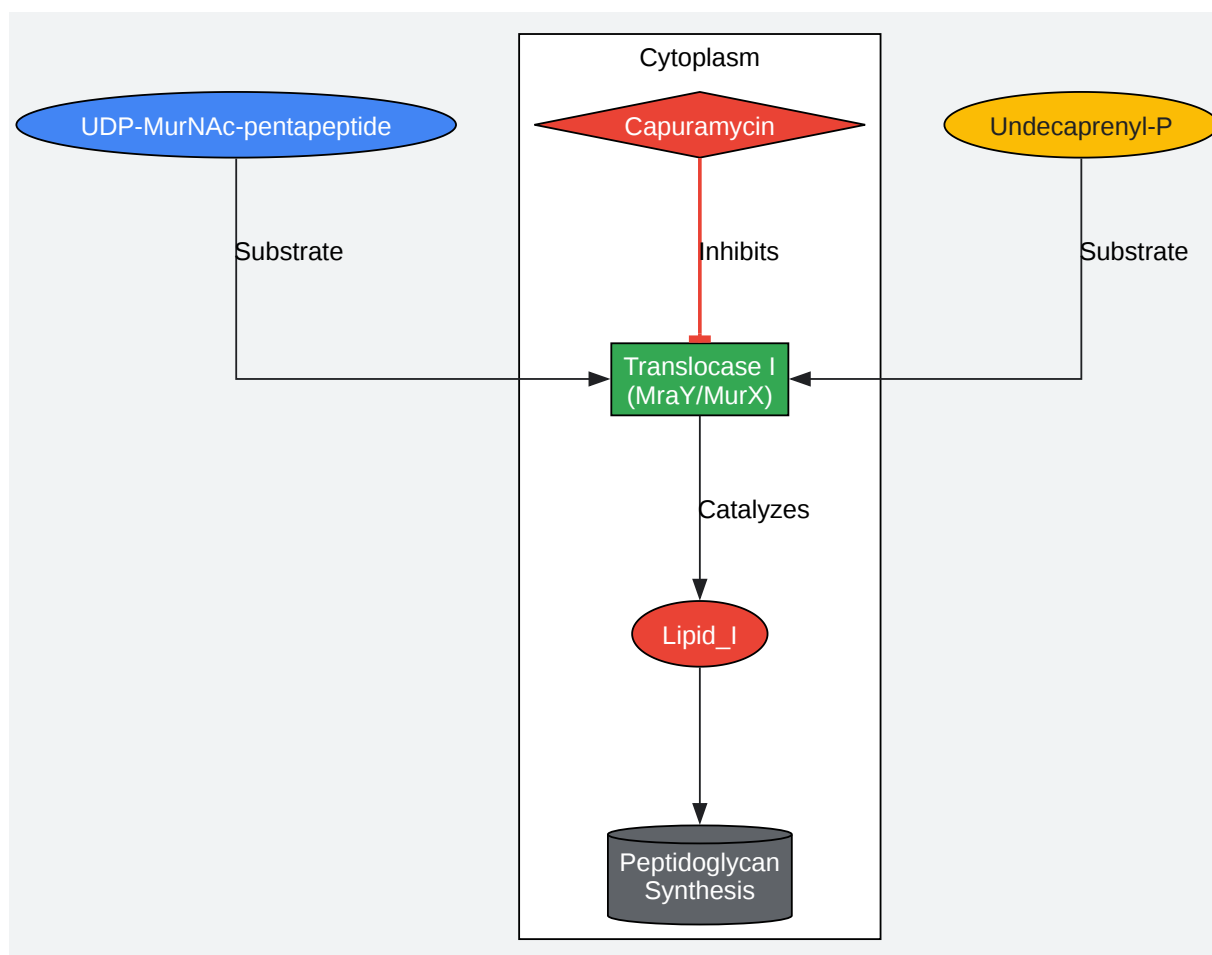 Cytoplasm
UDP-MurNAc-pentapeptide
Capuramycin
Undecaprenyl-P
Substrate
Inhibits
Substrate
Translocase I
(MraY/MurX)
Catalyzes
Lipid_I
Peptidoglycan
Synthesis